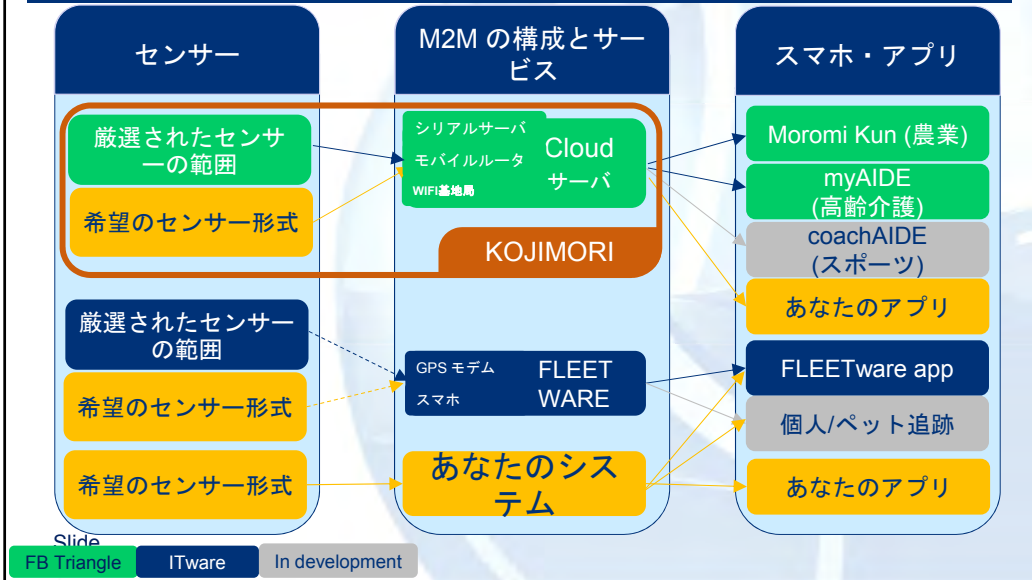 センサー
M2M の構成とサー
ビス
スマホ・アプリ
厳選されたセンサ
ーの範囲
希望のセンサー形式
シリアルサーバ
モバイルルータ
WIFI基地局
Cloud
サーバ
KOJIMORI
Moromi Kun (農業)
myAIDE
(高齢介護)
coachAIDE
(スポーツ)
あなたのアプリ
厳選されたセンサー
の範囲
希望のセンサー形式
希望のセンサー形式
GPS モデム
スマホ
FLEET
WARE
あなたのシス
テム
FLEETware app
個人/ペット追跡
あなたのアプリ
Slide
FB Triangle
ITware
In development